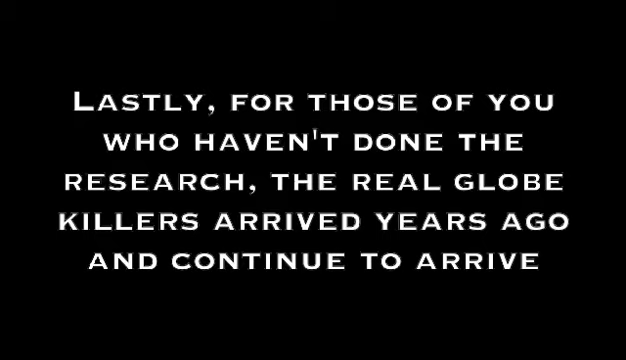 Lastly, for those of you
who haven't done the
research, the real globe
killers arrived years ago
and continue to arrive